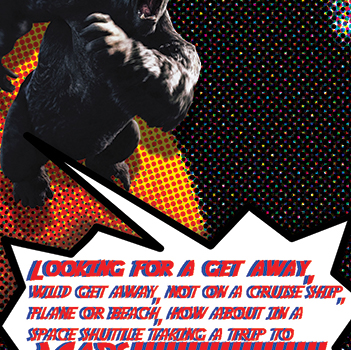 LOOKING FOR A GET AWAY,
WILD GET AWAY, NOT ON A CRUISE SHIP,
PLANE OR BEACH, HOW ABOUT IN A
SPACE SHUTTLE TAKING A TRIP TO